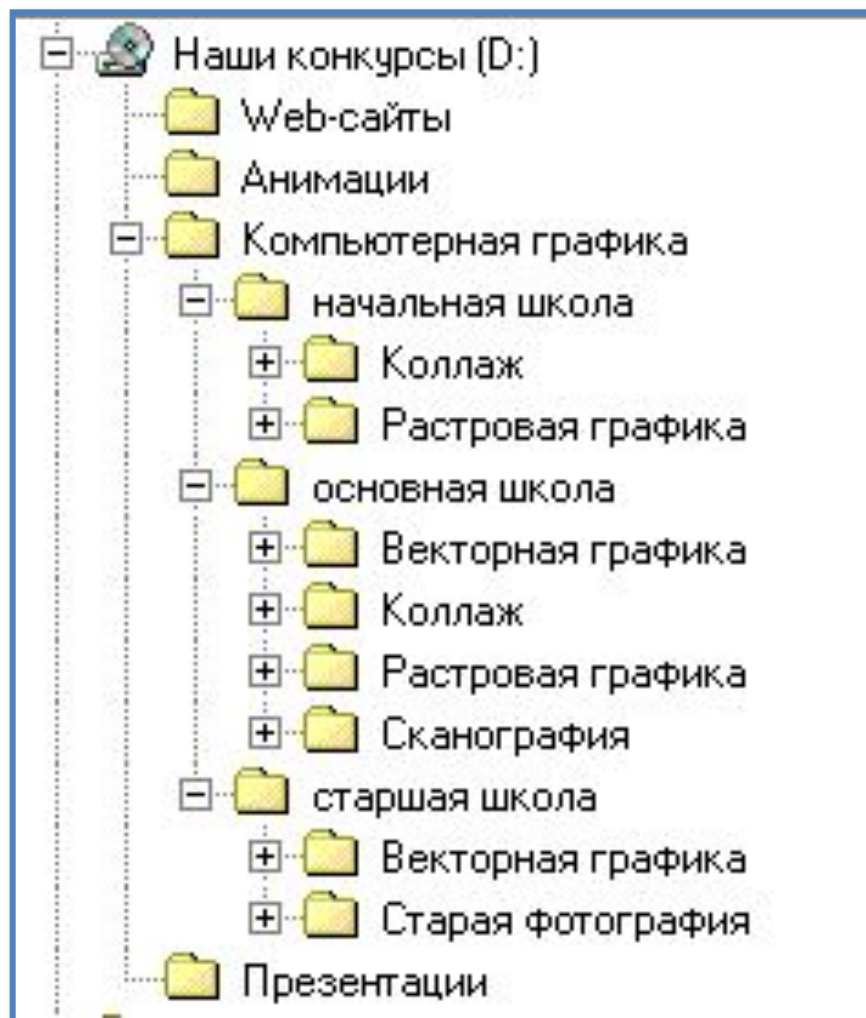 Наши конкурсы (D:)
Web-сайты
Анимации
Компьютерная графика
начальная школа
Коллаж
Растровая графика
основная школа
Векторная графика
Коллаж
Растровая графика
Сканография
старшая школа
Векторная графика
Старая фотография
Презентации